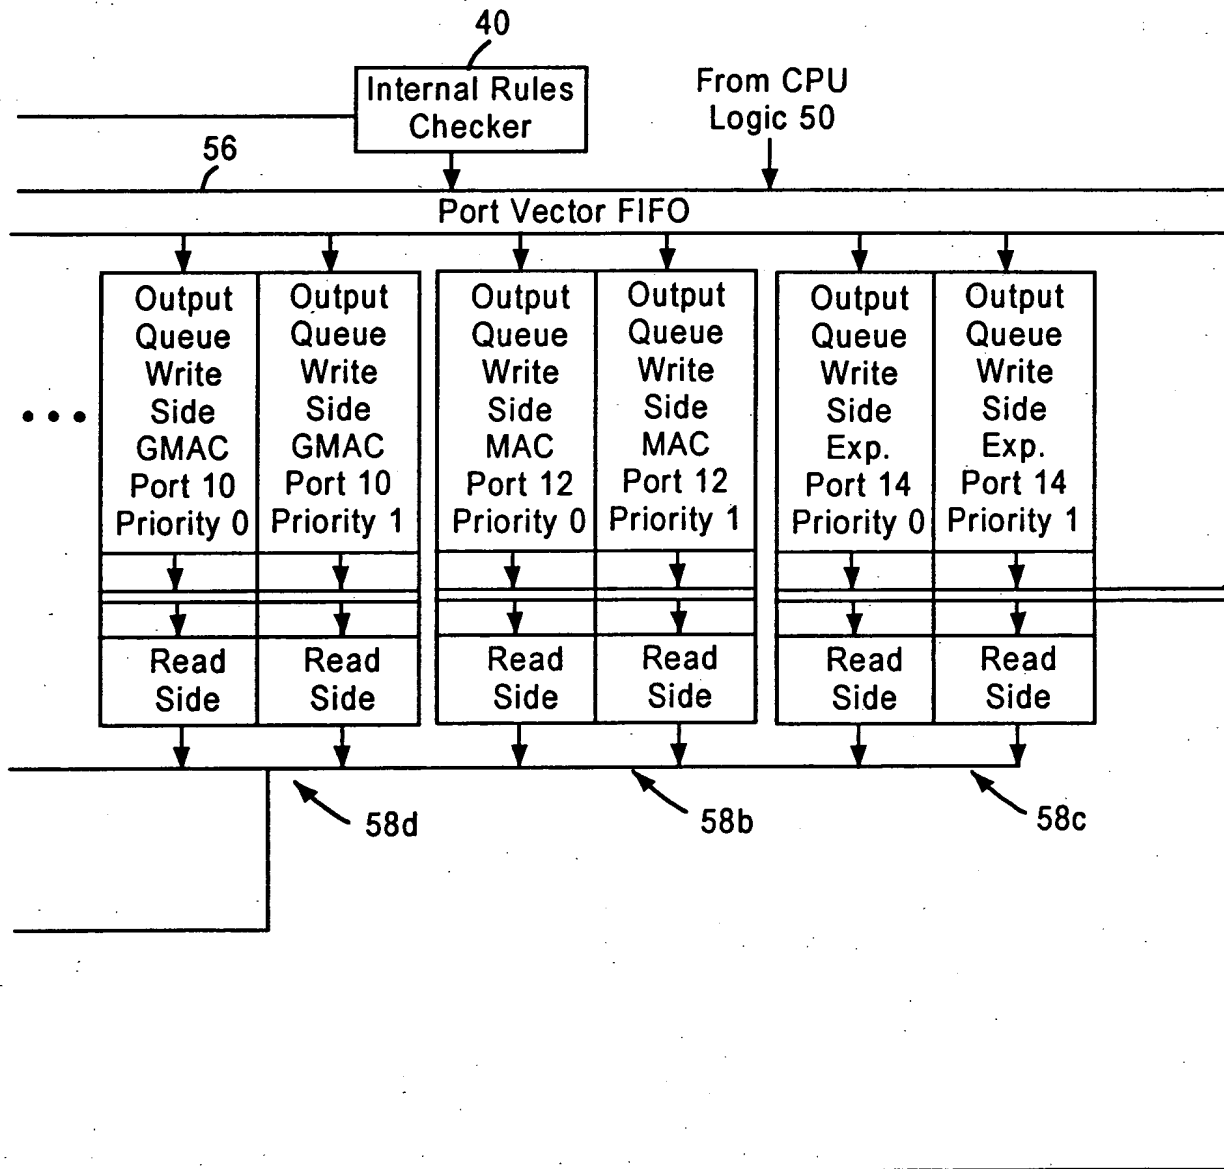 40
Internal Rules
Checker
From CPU
Logic 50
56
Port Vector FIFO
Output
Queue
Write
Side
GMAC
Port 10
Priority 0
Output
Queue
Write
Side
GMAC
Port 10
Priority 1
Output
Queue
Write
Side
MAC
Port 12
Priority 0
Output
Queue
Write
Side
MAC
Port 12
Priority 1
Output
Queue
Write
Side
Exp.
Port 14
Priority 0
Output
Queue
Write
Side
Exp.
Port 14
Priority 1
Read
Side
Read
Side
Read
Side
Read
Side
Read
Side
Read
Side
58d
58b
58c